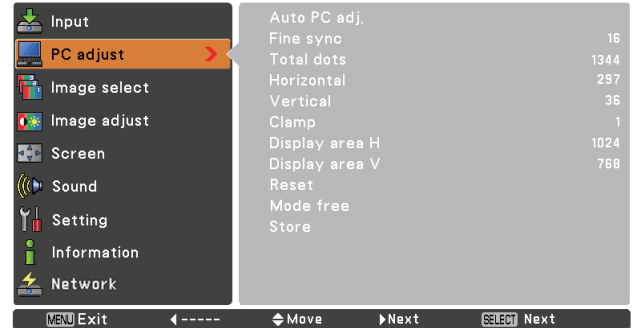 Input
PC adjust
Image select
Image adjust
Screen
Sound
Setting
Information
Network
Auto PC adj.
Fine sync 16
Total dots 1344
Horizontal 297
Vertical 36
Clamp 1
Display area H 1024
Display area V 768
Reset
Mode free
Store
MENU Exit ----- Move Next SELECT Next